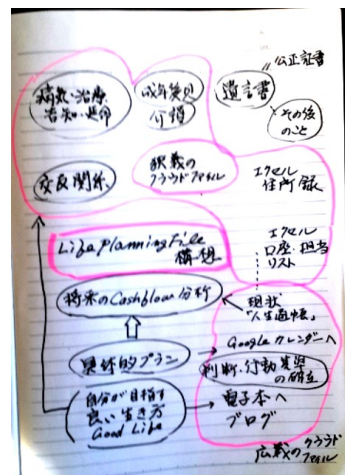 公正証書
病気・治療
告知・延命
成年後見
介護
遺言書
その後
のこと
交友関係
狭義の
クラウドファイル
エクセル
住所録
Life Planning File
構想
エクセル
口座・担当
リスト
将来のCashflow分析
現状
「人生通帳」
具体的プラン
Googleカレンダーへ
判断・行動基準
の確立
自分が目指す
良い生き方
Good Life
電子本へ
ブログ
広義のクラウド
ファイル